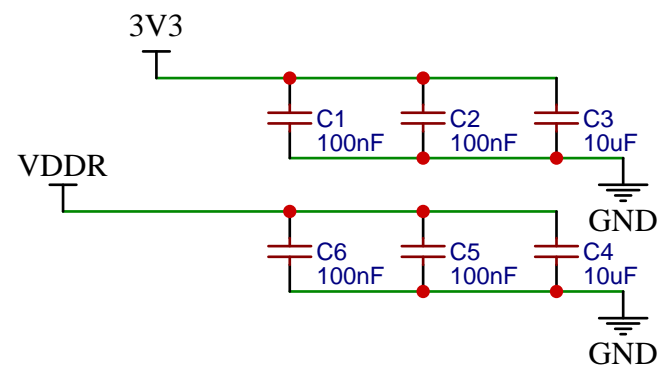 3V3
C1 C2 C3
100nF 100nF 10uF
VDDR
GND
C6 C5 C4
100nF 100nF 10uF
GND